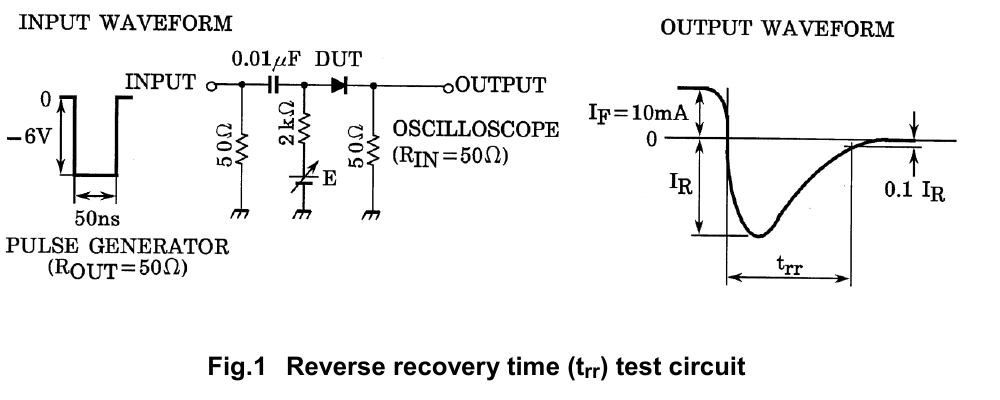 INPUT WAVEFORM
0
−6V
50ns
PULSE GENERATOR
(ROUT=50Ω)
INPUT
0.01μF DUT
50Ω
2kΩ
E
50Ω
OUTPUT
OSCILLOSCOPE
(RIN=50Ω)
OUTPUT WAVEFORM
IF=10mA
0
IR
0.1 IR
trr
Fig.1 Reverse recovery time (trr) test circuit